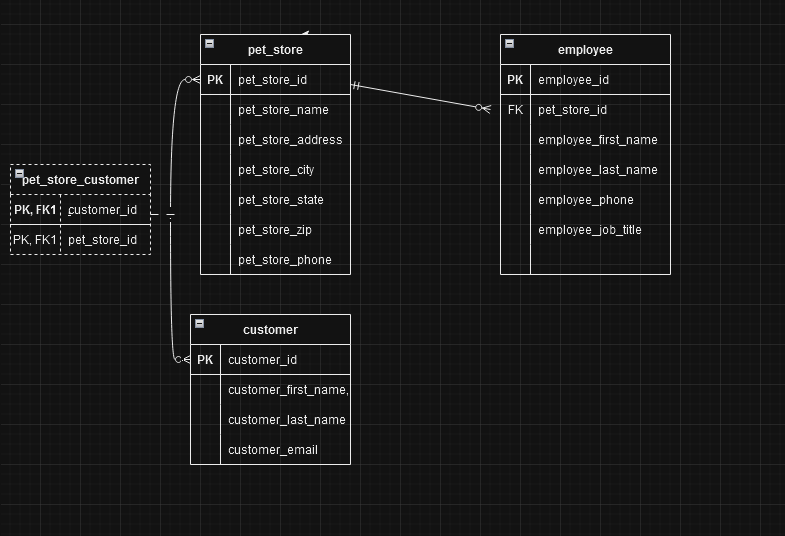 pet_store
PK pet_store_id
pet_store_name
pet_store_address
pet_store_city
pet_store_state
pet_store_zip
pet_store_phone
employee
PK employee_id
FK pet_store_id
employee_first_name
employee_last_name
employee_phone
employee_job_title
pet_store_customer
PK, FK1 customer_id
PK, FK1 pet_store_id
customer
PK customer_id
customer_first_name,
customer_last_name
customer_email